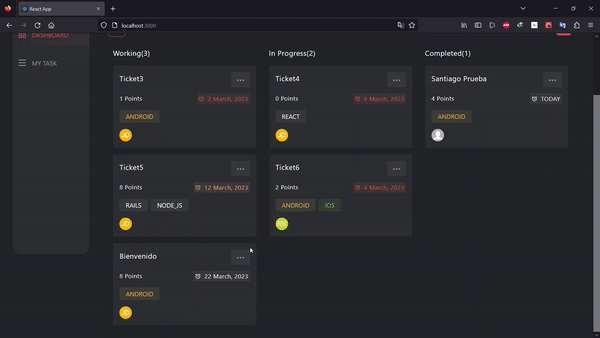 React App
localhost:3000
DASHBOARD
MY TASK
Working(3)
Ticket3
1 Points
2 March, 2023
ANDROID
JD
Ticket5
8 Points
12 March, 2023
RAILS NODE_JS
JD
Bienvenido
8 Points
22 March, 2023
ANDROID
JD
In Progress(2)
Ticket4
0 Points
6 March, 2023
REACT
JD
Ticket6
2 Points
4 March, 2023
ANDROID IOS
RS
Completed(1)
Santiago Prueba
4 Points
TODAY
ANDROID